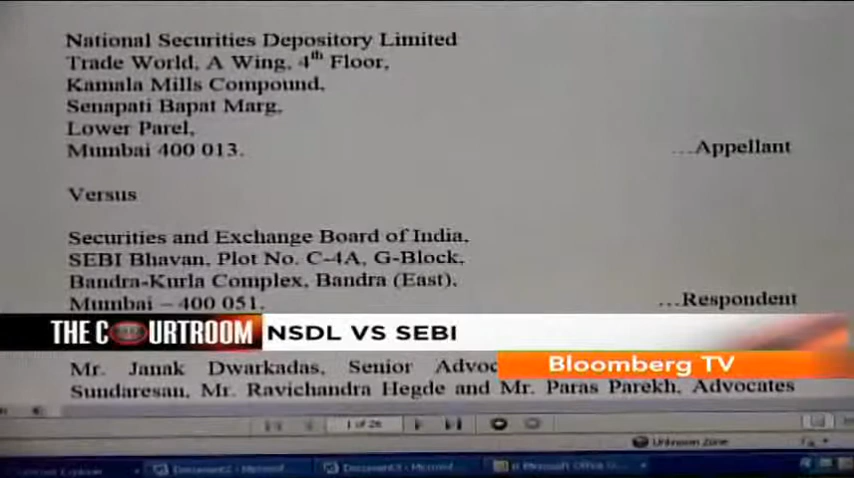 National Securities Depository Limited
Trade World, A Wing, 4th Floor,
Kamala Mills Compound,
Senapati Bapat Marg,
Lower Parel,
Mumbai 400 013.
...Appellant
Versus
Securities and Exchange Board of India,
SEBI Bhavan, Plot No. C-4A, G-Block,
Bandra-Kurla Complex, Bandra (East),
Mumbai – 400 051.
...Respondent
THE COURTROOM NSDL VS SEBI
Bloomberg TV
Mr. Janak Dwarkadas, Senior
Sundaresan, Mr. Ravichandra Hegde and Mr. Paras Parekh, Advocates
1 of 26
Unknown Zone